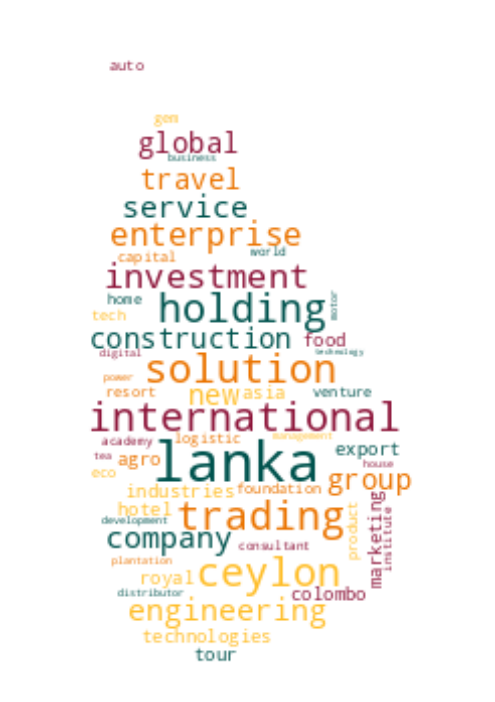 auto
gem
global
business
travel
service
enterprise
world
capital
investment
home
holding
motor
tech
construction
food
digital
technology
solution
power
resort
new
asia
venture
international
academy
logistic
management
lanka
export
tea
agro
house
eco
group
industries
foundation
hotel
trading
product
marketing
institute
development
company
consultant
plantation
royal
ceylon
distributor
colombo
engineering
technologies
tour